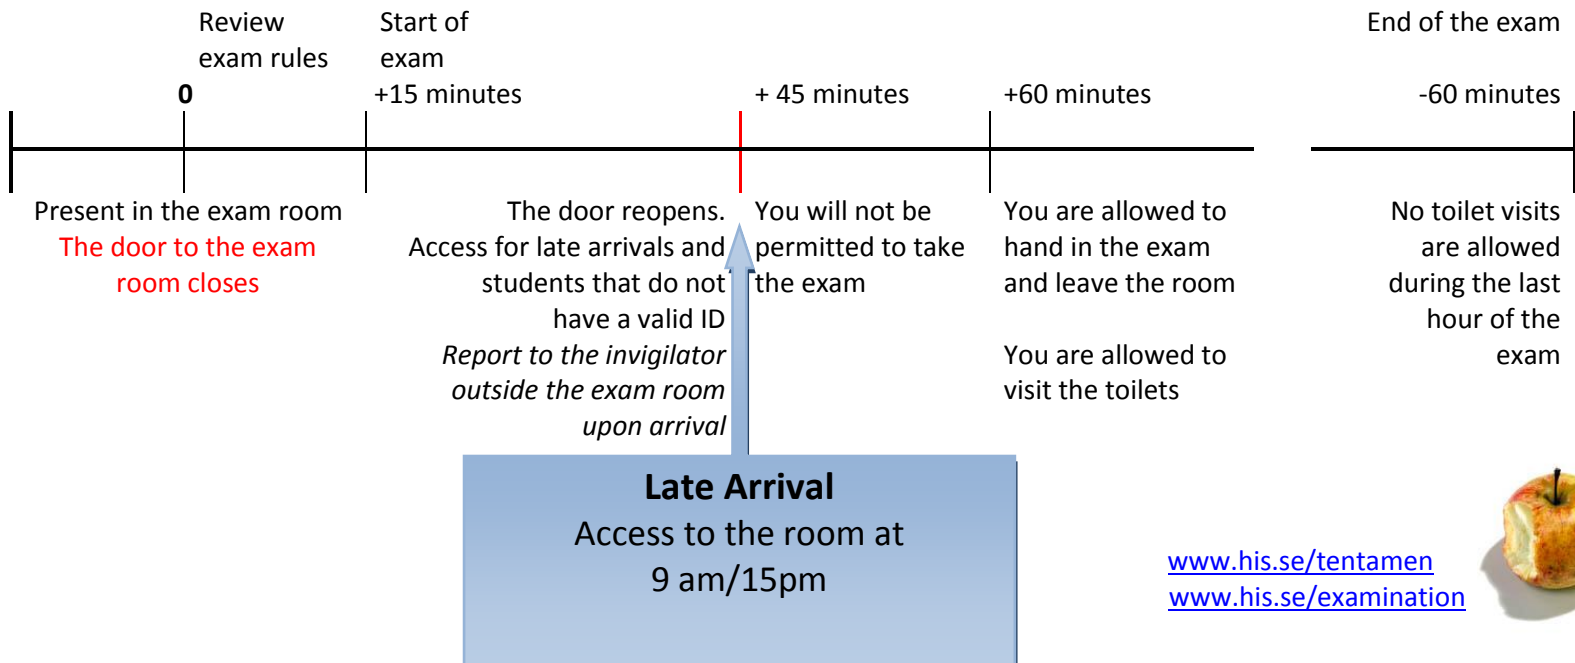 Review
exam rules
Start of
exam
End of the exam
0
+15 minutes
+ 45 minutes
+60 minutes
-60 minutes
Present in the exam room
The door to the exam
room closes
The door reopens.
Access for late arrivals and
students that do not
have a valid ID
Report to the invigilator
outside the exam room
upon arrival
You will not be
permitted to take
the exam
You are allowed to
hand in the exam
and leave the room
You are allowed to
visit the toilets
No toilet visits
are allowed
during the last
hour of the
exam
Late Arrival
Access to the room at
9 am/15pm
www.his.se/tentamen
www.his.se/examination